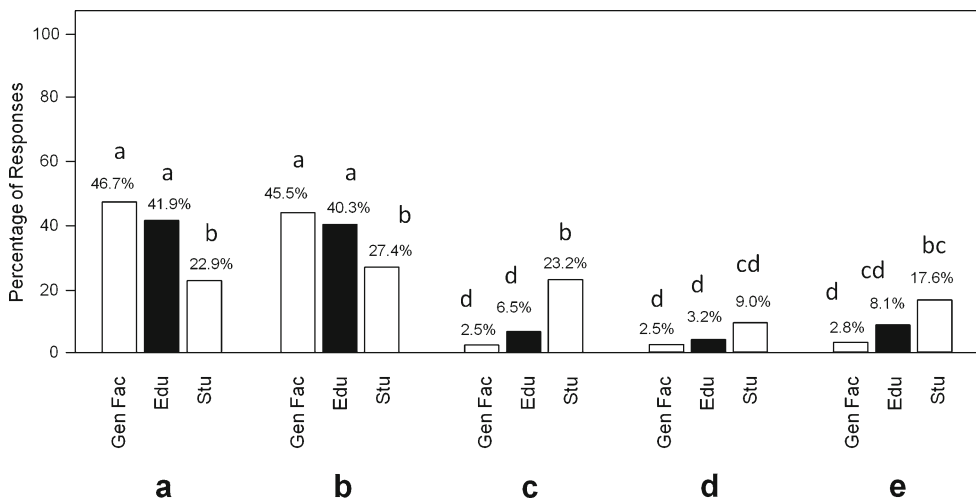 Percentage of Responses
100
80
60
40
20
0
a
a
b
46.7%
41.9%
22.9%
a
a
b
45.5%
40.3%
27.4%
d
d
b
2.5%
6.5%
23.2%
d
d
cd
2.5%
3.2%
9.0%
d
cd
bc
2.8%
8.1%
17.6%
Gen Fac Edu Stu Gen Fac Edu Stu Gen Fac Edu Stu Gen Fac Edu Stu Gen Fac Edu Stu
a b c d e